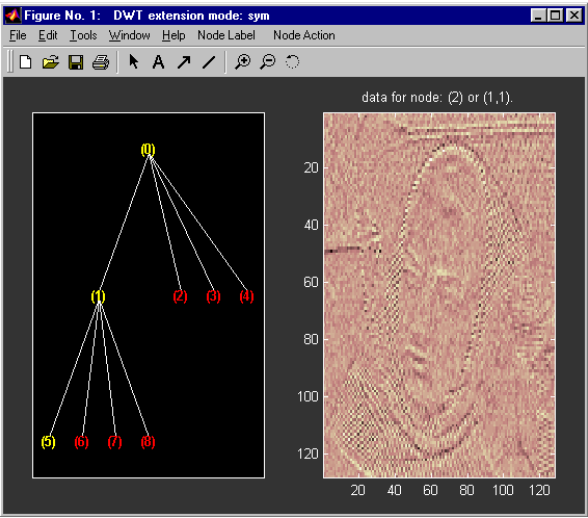 Figure No. 1: DWT extension mode: sym
File Edit Tools Window Help Node Label Node Action
A
data for node: (2) or (1,1).
(0)
(1) (2) (3) (4)
(5) (6) (7) (8)
20
40
60
80
100
120
20 40 60 80 100 120